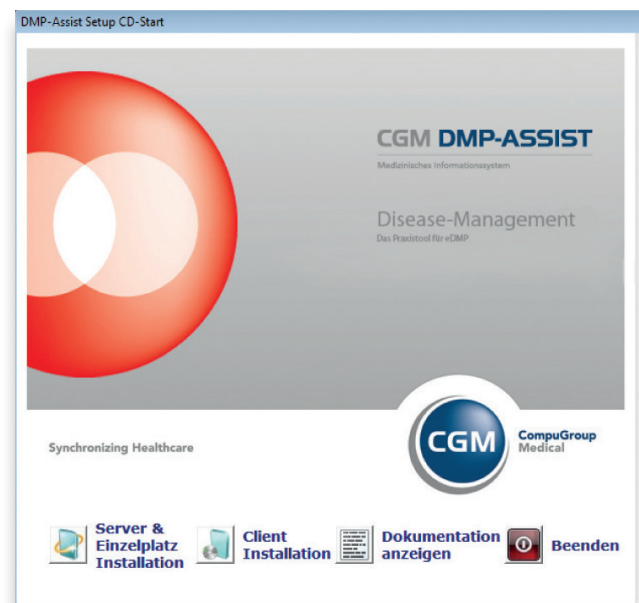 DMP-Assist Setup CD-Start
CGM DMP-ASSIST
Medizinisches Informationssystem
Disease-Management
Das Praxistool für eDMP
Synchronizing Healthcare
CGM
CompuGroup
Medical
Server &
Einzelplatz
Installation
Client
Installation
Dokumentation
anzeigen
Beenden